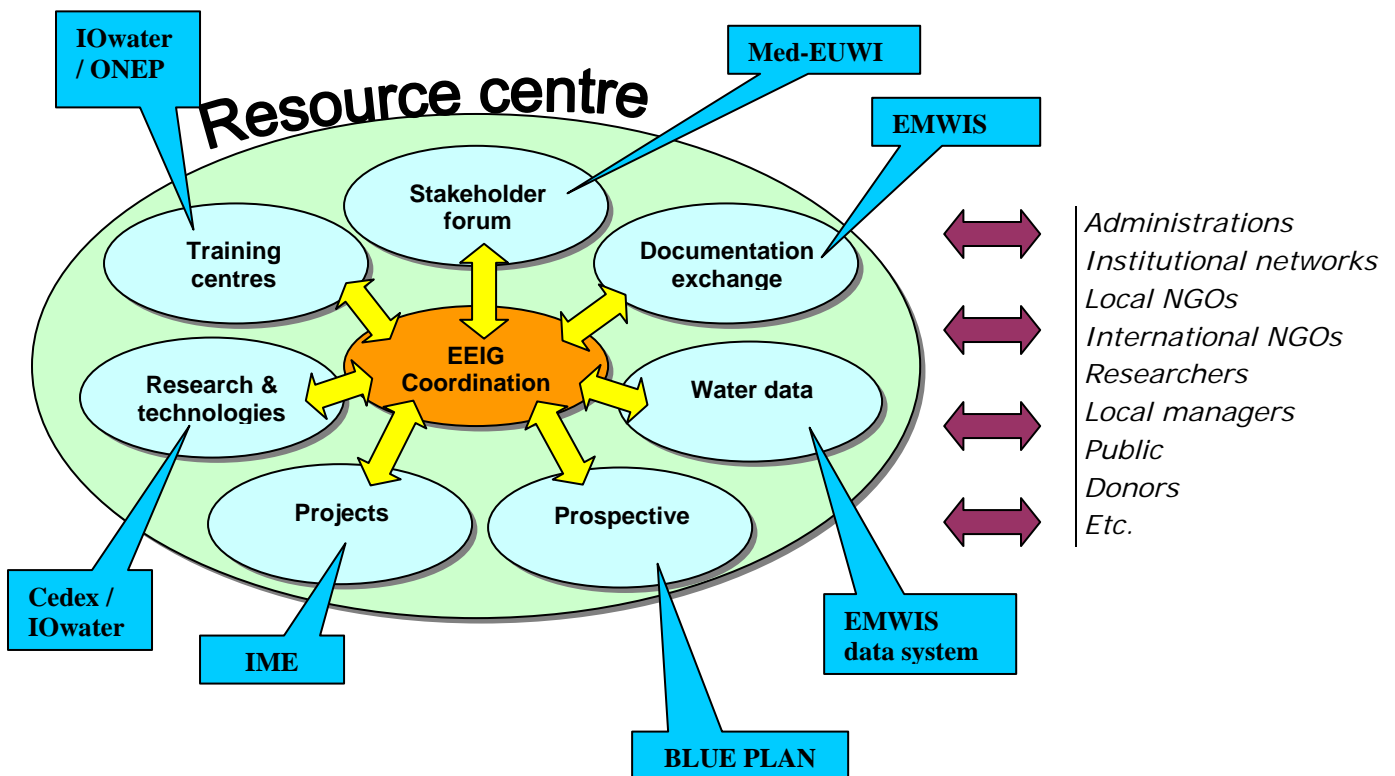 IOwater
/ ONEP
Med-EUWI
Resource centre
EMWIS
Stakeholder
forum
Training
centres
Documentation
exchange
EEIG
Coordination
Research &
technologies
Water data
Projects
Prospective
Cedex /
IOwater
IME
EMWIS
data system
BLUE PLAN
Administrations
Institutional networks
Local NGOs
International NGOs
Researchers
Local managers
Public
Donors
Etc.